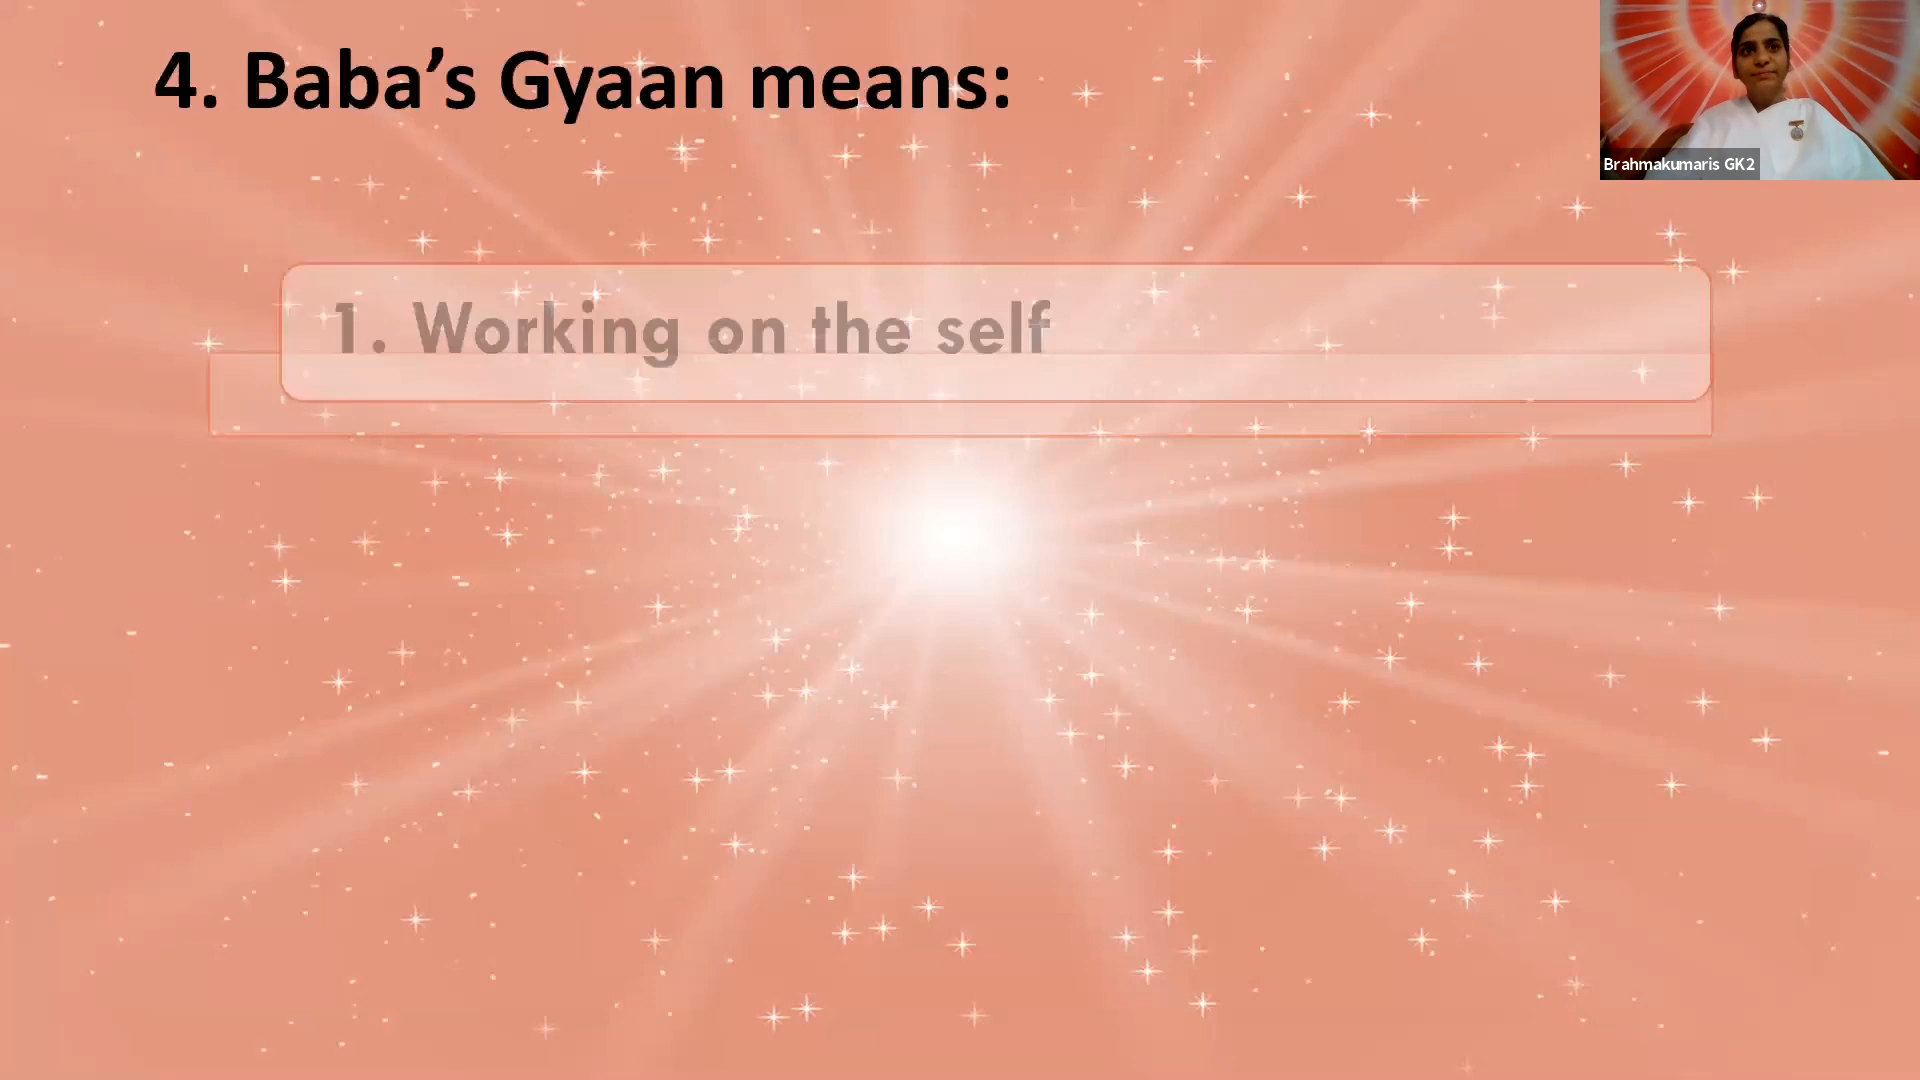 4. Baba’s Gyaan means:
Brahmakumaris GK2
1. Working on the self